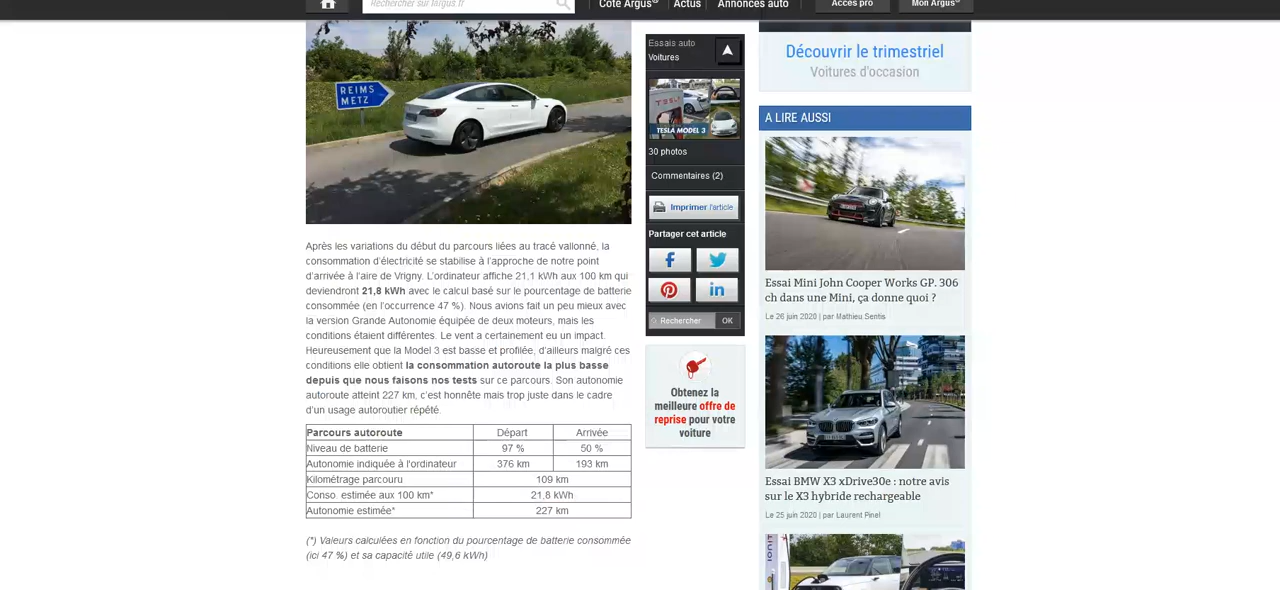 Rechercher sur largus.fr
Cote Argus®
Actus
Annonces auto
Accès pro
Mon Argus®
REIMS
METZ
Après les variations du début du parcours liées au tracé vallonné, la
consommation d'électricité se stabilise à l'approche de notre point
d'arrivée à l'aire de Vrigny. L'ordinateur affiche 21,1 kWh aux 100 km qui
deviendront 21,8 kWh avec le calcul basé sur le pourcentage de batterie
consommée (en l'occurrence 47 %). Nous avions fait un peu mieux avec
la version Grande Autonomie équipée de deux moteurs, mais les
conditions étaient différentes. Le vent a certainement eu un impact.
Heureusement que la Model 3 est basse et profilée, d'ailleurs malgré ces
conditions elle obtient la consommation autoroute la plus basse
depuis que nous faisons nos tests sur ce parcours. Son autonomie
autoroute atteint 227 km, c'est honnête mais trop juste dans le cadre
d'un usage autoroutier répété.
Parcours autoroute Départ Arrivée
Niveau de batterie 97 % 50 %
Autonomie indiquée à l'ordinateur 376 km 193 km
Kilométrage parcouru 109 km
Conso. estimée aux 100 km* 21,8 kWh
Autonomie estimée* 227 km
(*) Valeurs calculées en fonction du pourcentage de batterie consommée
(ici 47 %) et sa capacité utile (49,6 kWh)
Essais auto
Voitures
TESLA
TESLA MODEL 3
30 photos
Commentaires (2)
Imprimer l'article
Partager cet article
Rechercher OK
Obtenez la
meilleure offre de
reprise pour votre
voiture
Découvrir le trimestriel
Voitures d'occasion
A LIRE AUSSI
Essai Mini John Cooper Works GP. 306
ch dans une Mini, ça donne quoi ?
Le 26 juin 2020 | par Mathieu Sentis
Essai BMW X3 xDrive30e : notre avis
sur le X3 hybride rechargeable
Le 25 juin 2020 | par Laurent Pinel